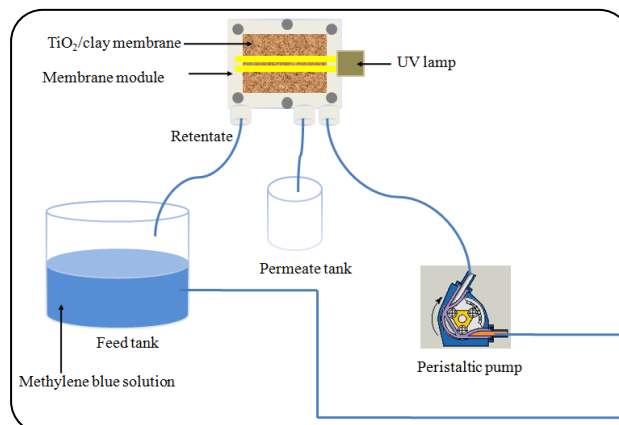 TiO₂/clay membrane
UV lamp
Membrane module
Retentate
Permeate tank
Feed tank
Peristaltic pump
Methylene blue solution